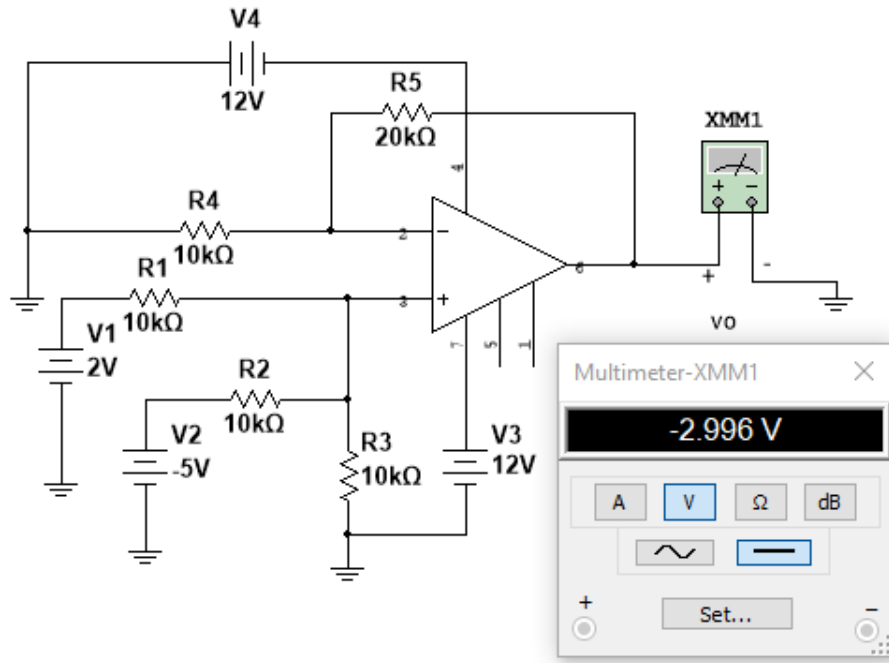 V4
12V
R5
20kΩ
XMM1
+ −
4
R4
10kΩ
2
−
R1
10kΩ
3
+
6
+
-
vo
V1
2V
7
5
1
R2
10kΩ
V2
-5V
R3
10kΩ
V3
12V
Multimeter-XMM1
-2.996 V
A V Ω dB
+
Set...
−